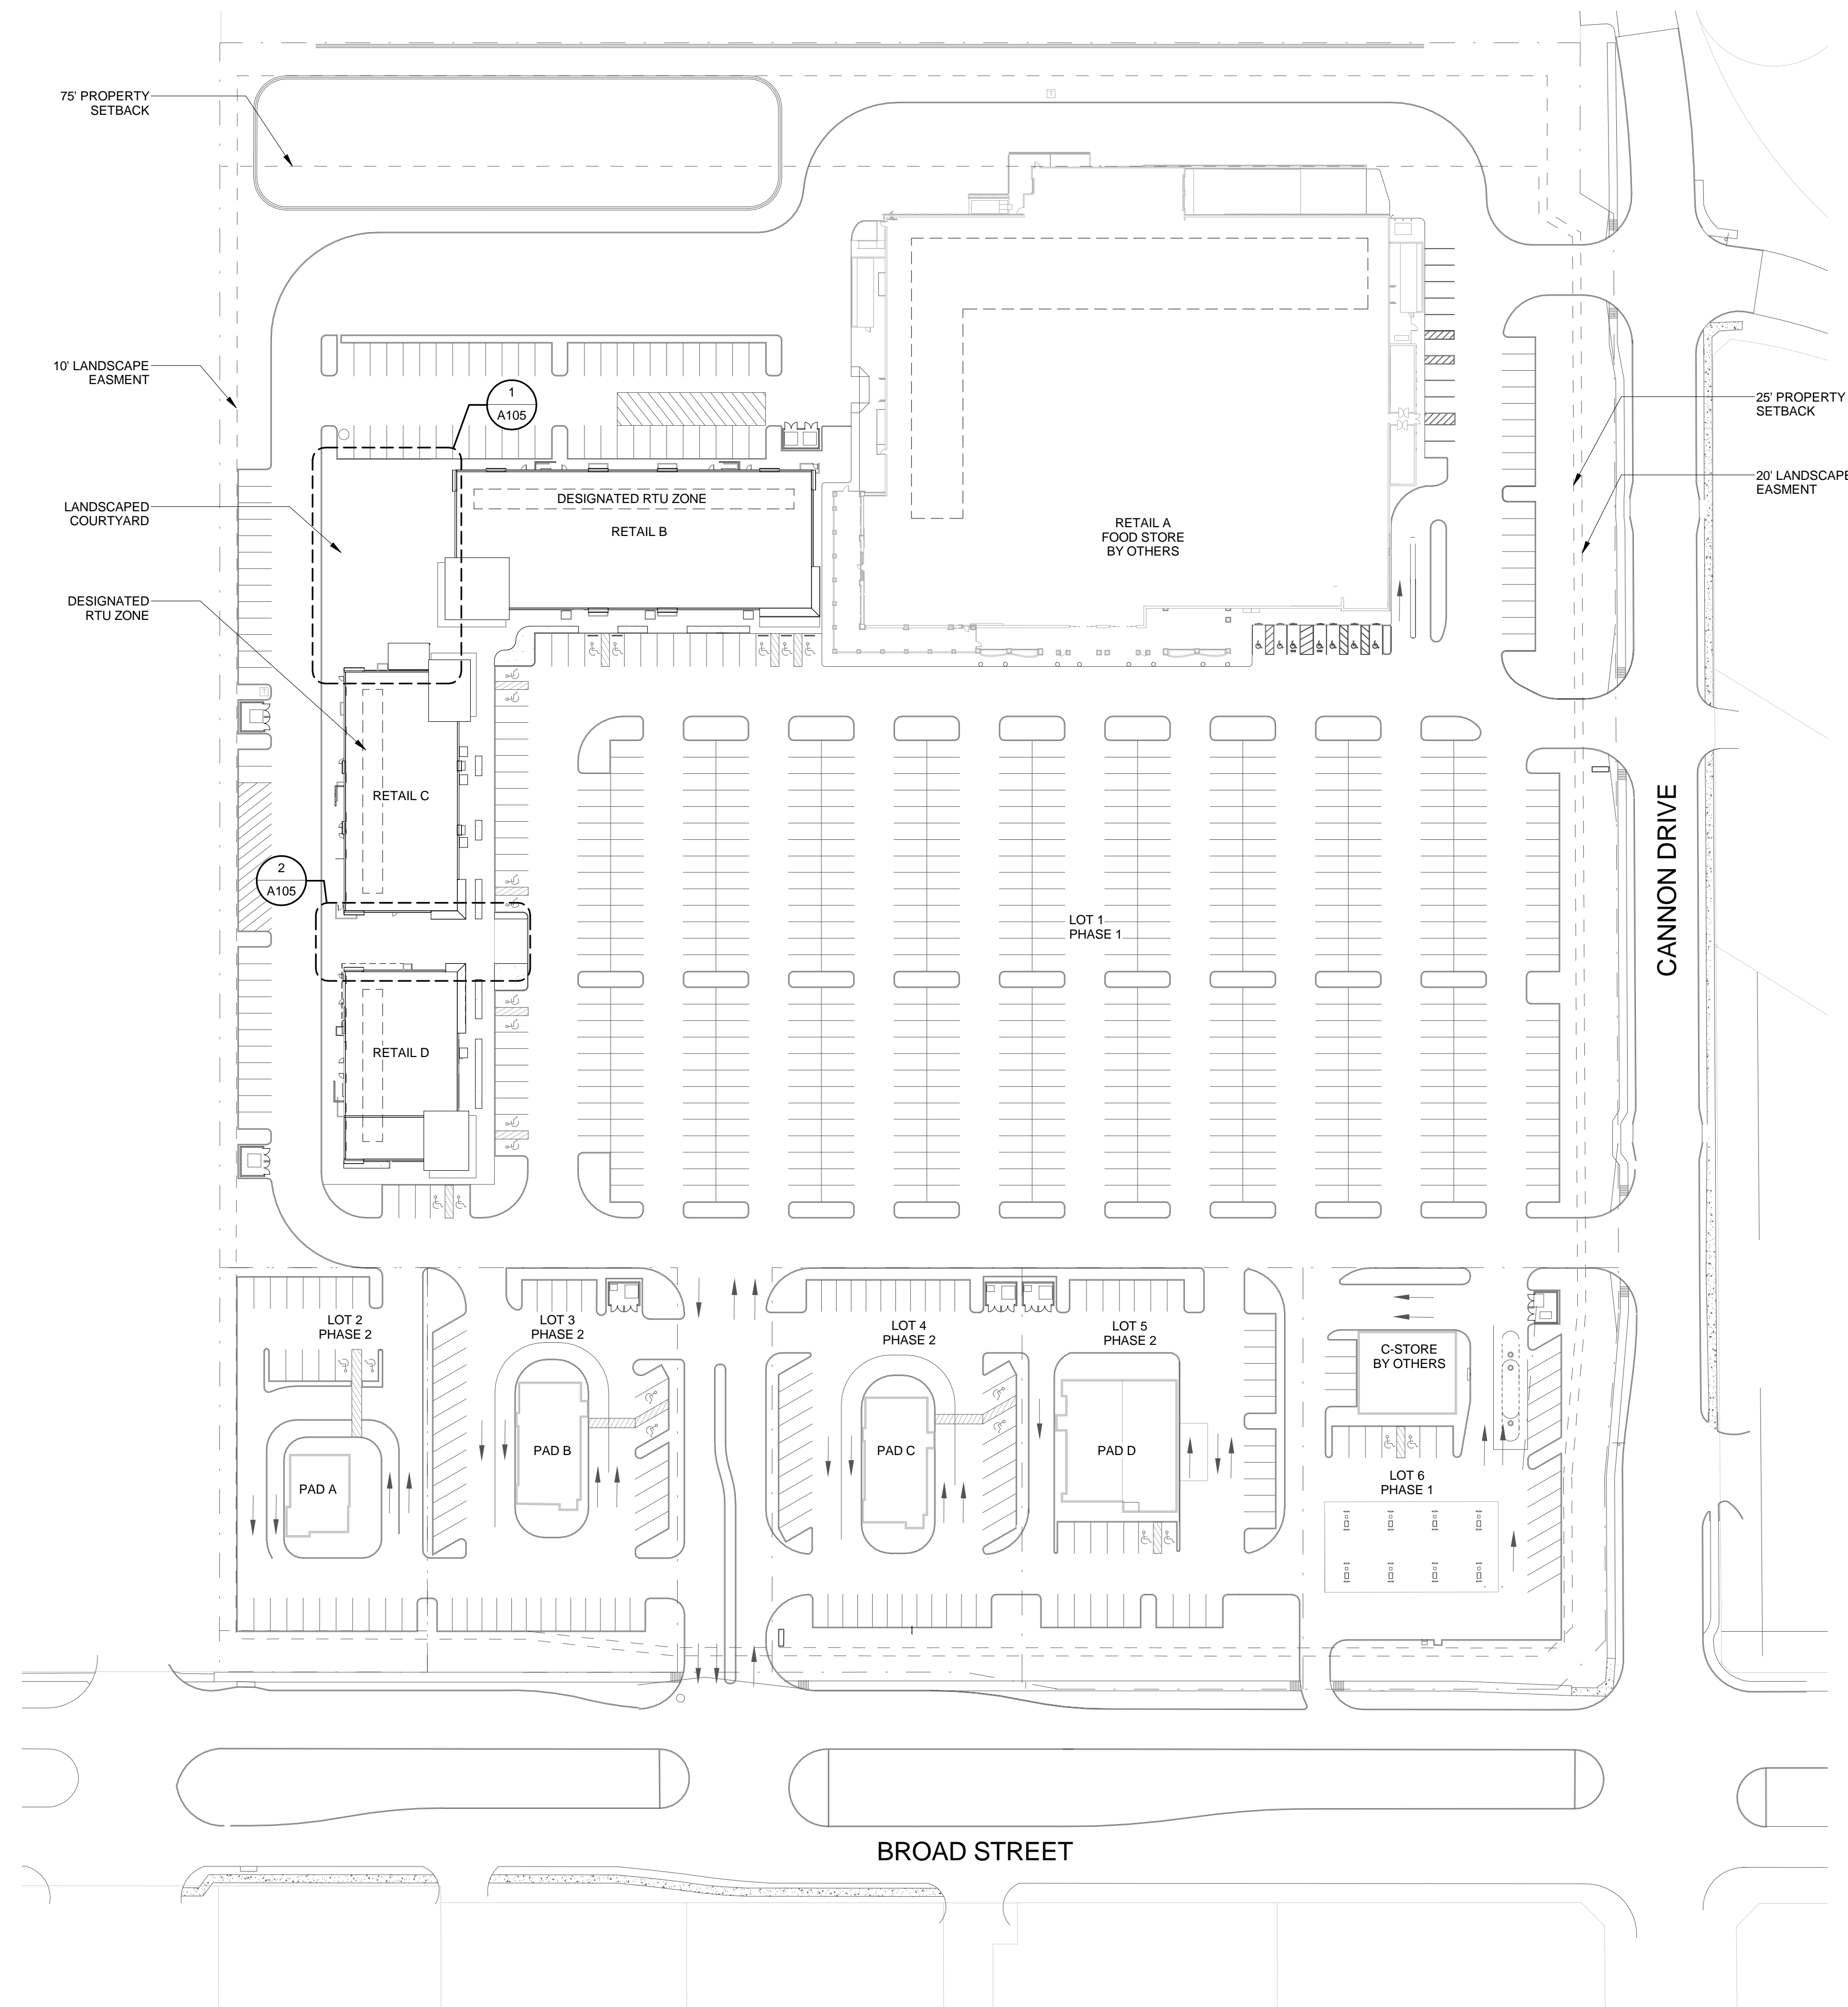 75' PROPERTY
SETBACK
10' LANDSCAPE
EASMENT
1
A105
25' PROPERTY
SETBACK
20' LANDSCAPE
EASMENT
LANDSCAPED
COURTYARD
DESIGNATED RTU ZONE
RETAIL B
RETAIL A
FOOD STORE
BY OTHERS
DESIGNATED
RTU ZONE
RETAIL C
2
A105
LOT 1
PHASE 1
CANNON DRIVE
RETAIL D
LOT 2
PHASE 2
LOT 3
PHASE 2
LOT 4
PHASE 2
LOT 5
PHASE 2
C-STORE
BY OTHERS
PAD A
PAD B
PAD C
PAD D
LOT 6
PHASE 1
BROAD STREET